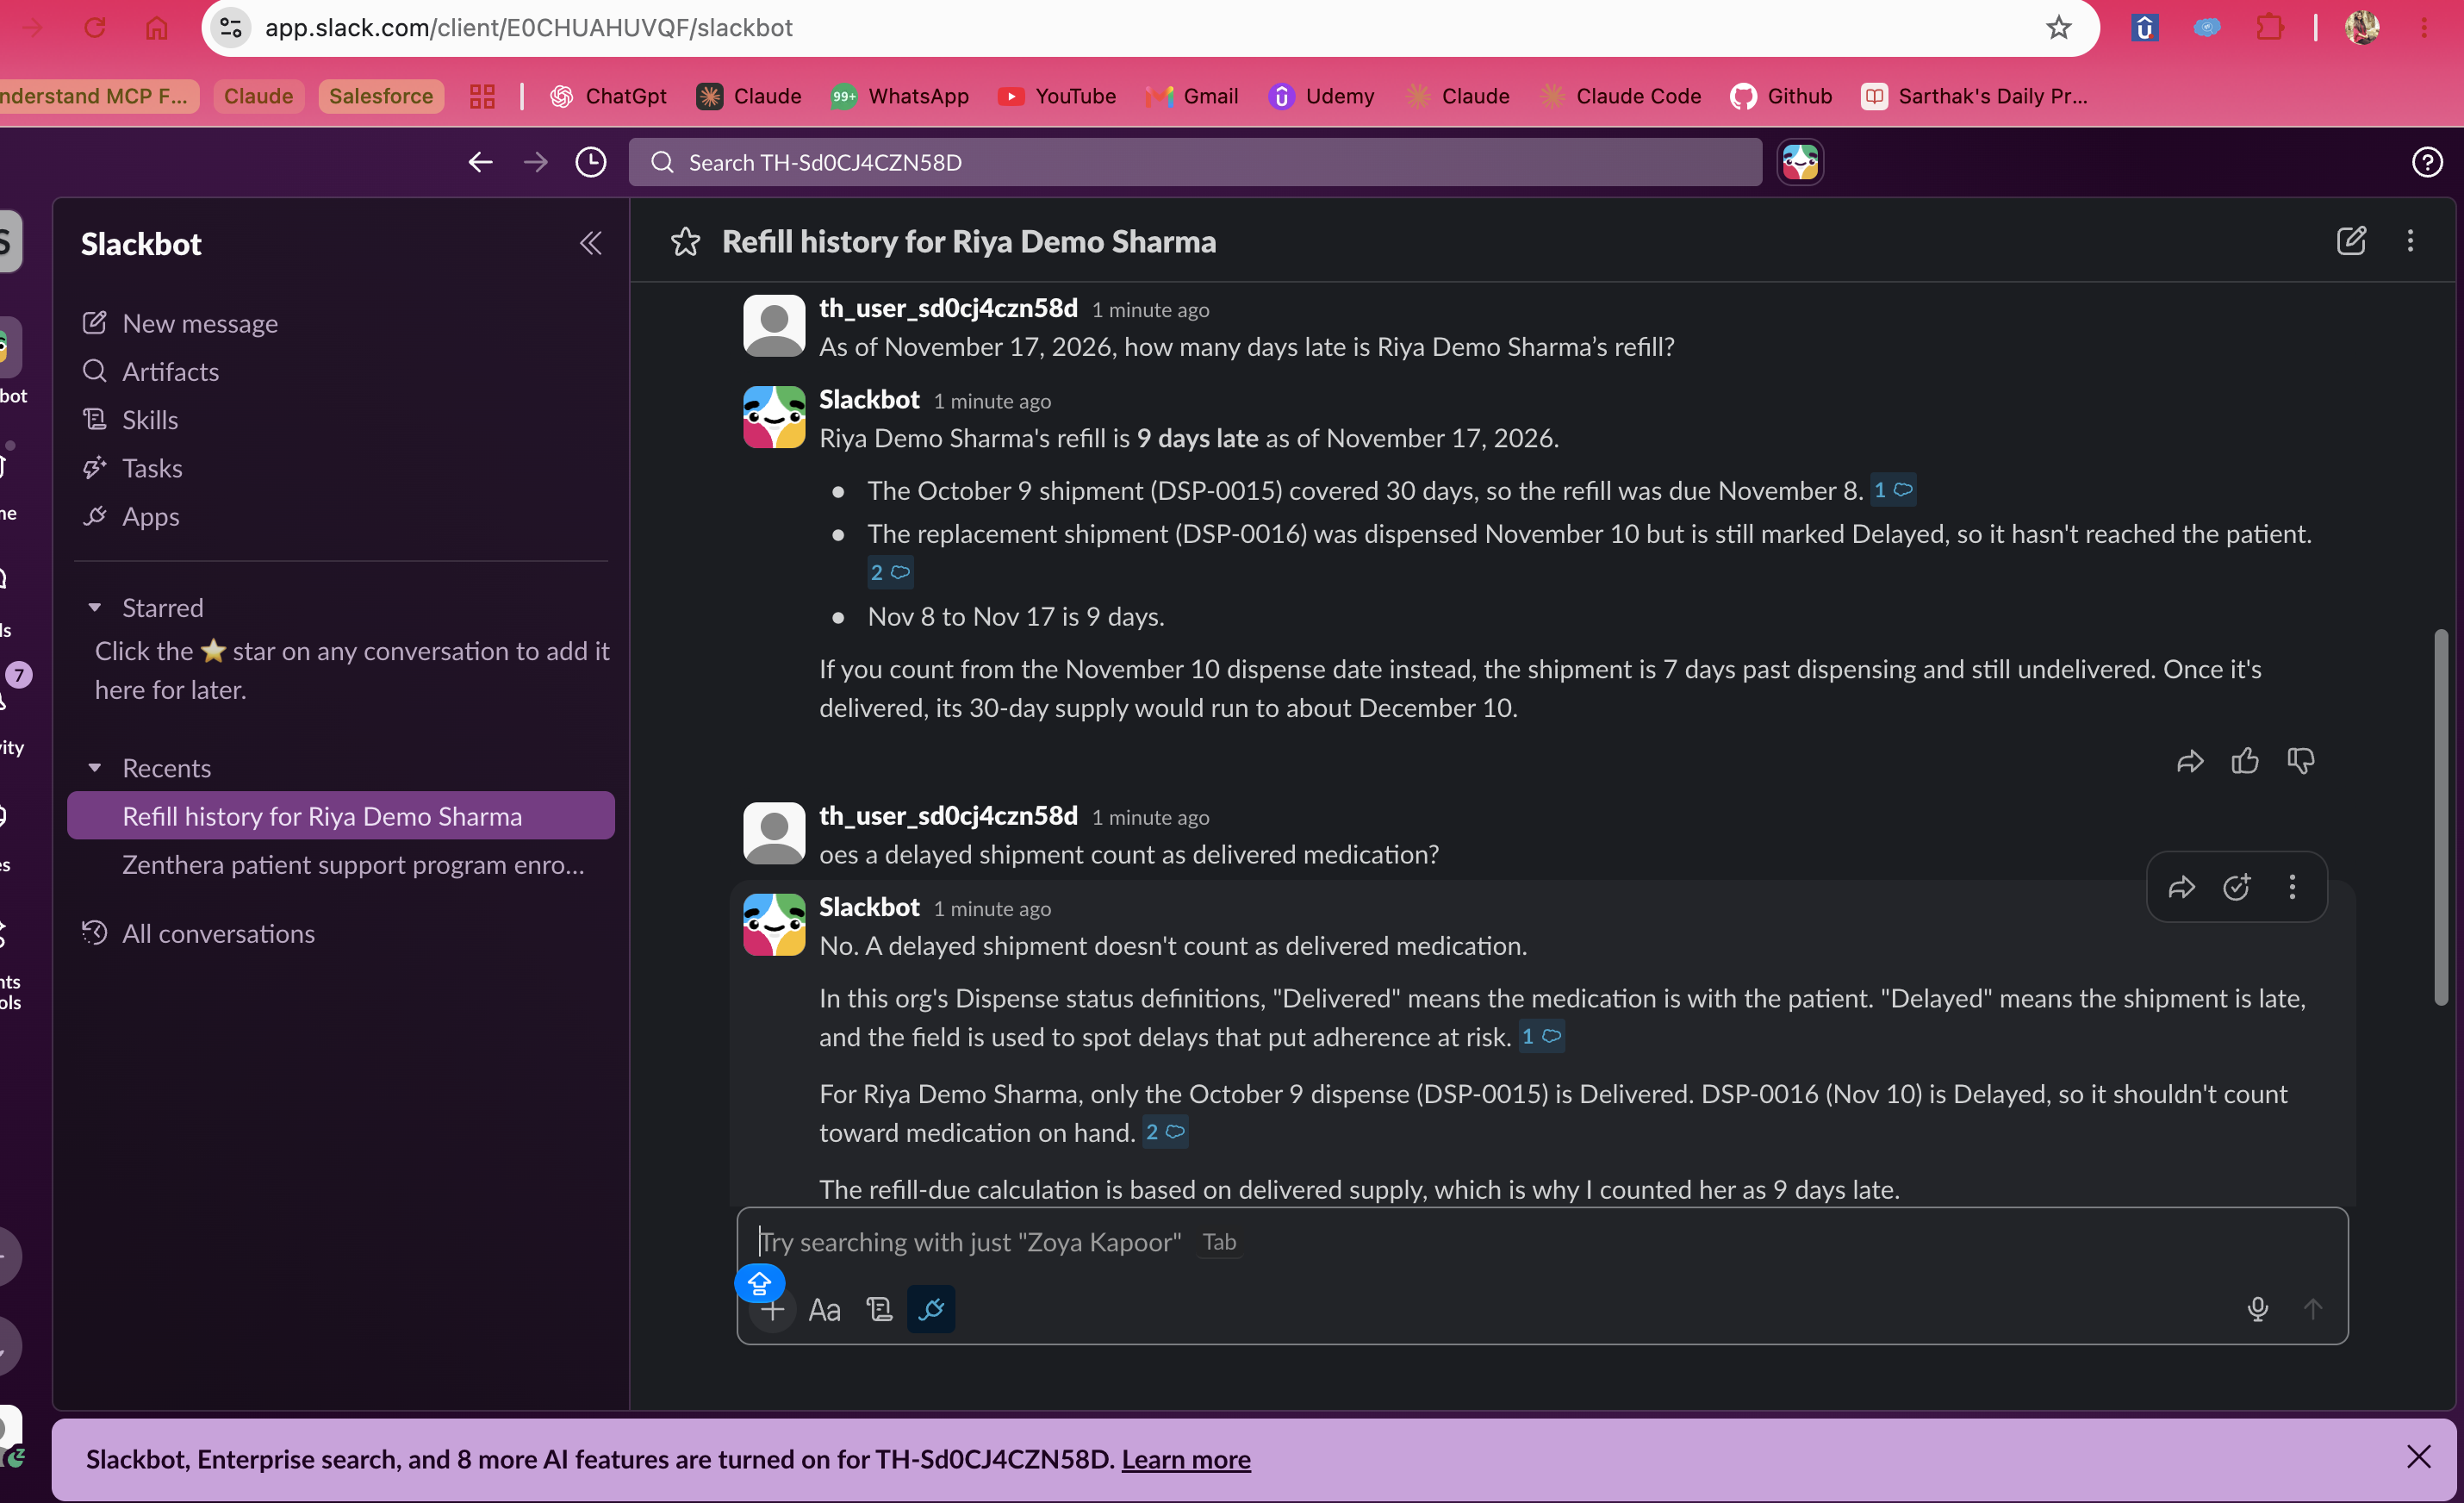 app.slack.com/client/E0CHUAHUVQF/slackbot
nderstand MCP F...
Claude
Salesforce
ChatGpt
Claude
99+
WhatsApp
YouTube
Gmail
Udemy
Claude
Claude Code
Github
Sarthak's Daily Pr...
Search TH-Sd0CJ4CZN58D
S
bot
me
ls
7
vity
es
nts
ols
Slackbot
New message
Artifacts
Skills
Tasks
Apps
Starred
Click the ⭐ star on any conversation to add it
here for later.
Recents
Refill history for Riya Demo Sharma
Zenthera patient support program enro...
All conversations
Refill history for Riya Demo Sharma
th_user_sd0cj4czn58d 1 minute ago
As of November 17, 2026, how many days late is Riya Demo Sharma’s refill?
Slackbot 1 minute ago
Riya Demo Sharma's refill is 9 days late as of November 17, 2026.
• The October 9 shipment (DSP-0015) covered 30 days, so the refill was due November 8. 1
• The replacement shipment (DSP-0016) was dispensed November 10 but is still marked Delayed, so it hasn't reached the patient.
2
• Nov 8 to Nov 17 is 9 days.
If you count from the November 10 dispense date instead, the shipment is 7 days past dispensing and still undelivered. Once it's
delivered, its 30-day supply would run to about December 10.
th_user_sd0cj4czn58d 1 minute ago
oes a delayed shipment count as delivered medication?
Slackbot 1 minute ago
No. A delayed shipment doesn't count as delivered medication.
In this org's Dispense status definitions, "Delivered" means the medication is with the patient. "Delayed" means the shipment is late,
and the field is used to spot delays that put adherence at risk. 1
For Riya Demo Sharma, only the October 9 dispense (DSP-0015) is Delivered. DSP-0016 (Nov 10) is Delayed, so it shouldn't count
toward medication on hand. 2
The refill-due calculation is based on delivered supply, which is why I counted her as 9 days late.
Try searching with just "Zoya Kapoor" Tab
Aa
Slackbot, Enterprise search, and 8 more AI features are turned on for TH-Sd0CJ4CZN58D. Learn more